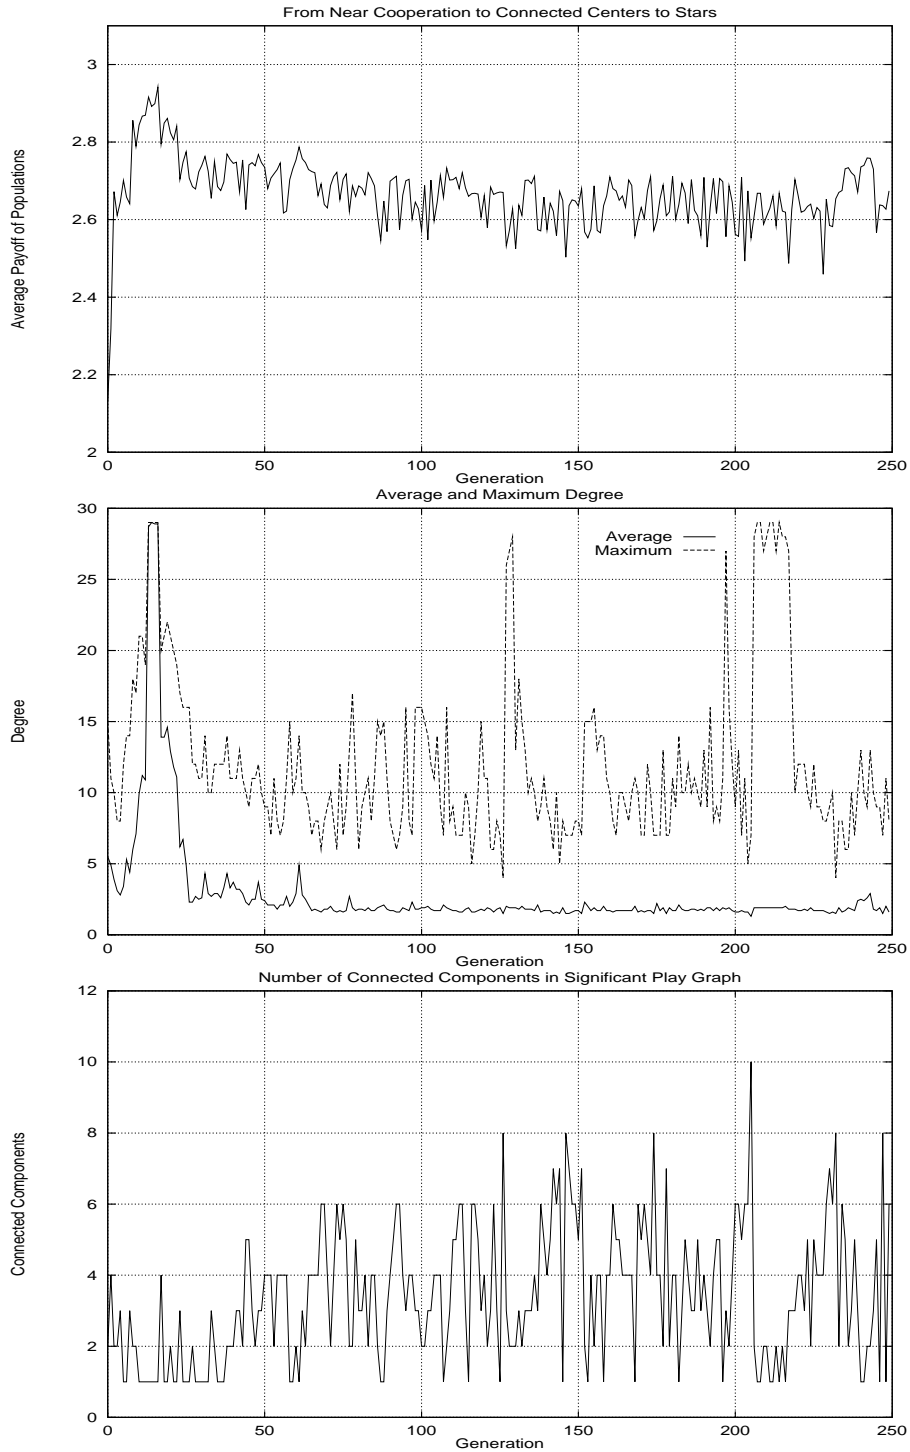 From Near Cooperation to Connected Centers to Stars
3
2.8
2.6
2.4
2.2
2
Average Payoff of Populations
0 50 100 150 200 250
Generation
Average and Maximum Degree
30
25
20
15
10
5
0
Degree
Average
Maximum
0 50 100 150 200 250
Generation
Number of Connected Components in Significant Play Graph
12
10
8
6
4
2
0
Connected Components
0 50 100 150 200 250
Generation